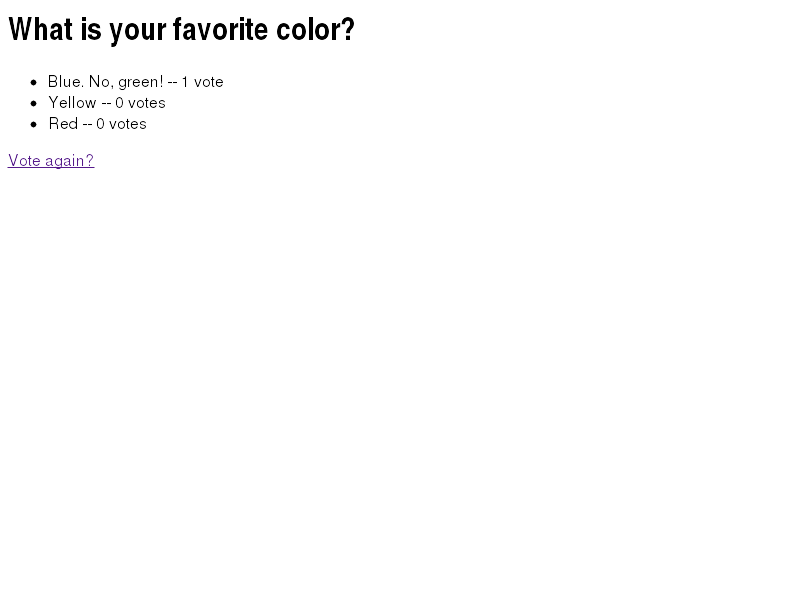 What is your favorite color?
Blue. No, green! -- 1 vote
Yellow -- 0 votes
Red -- 0 votes
Vote again?